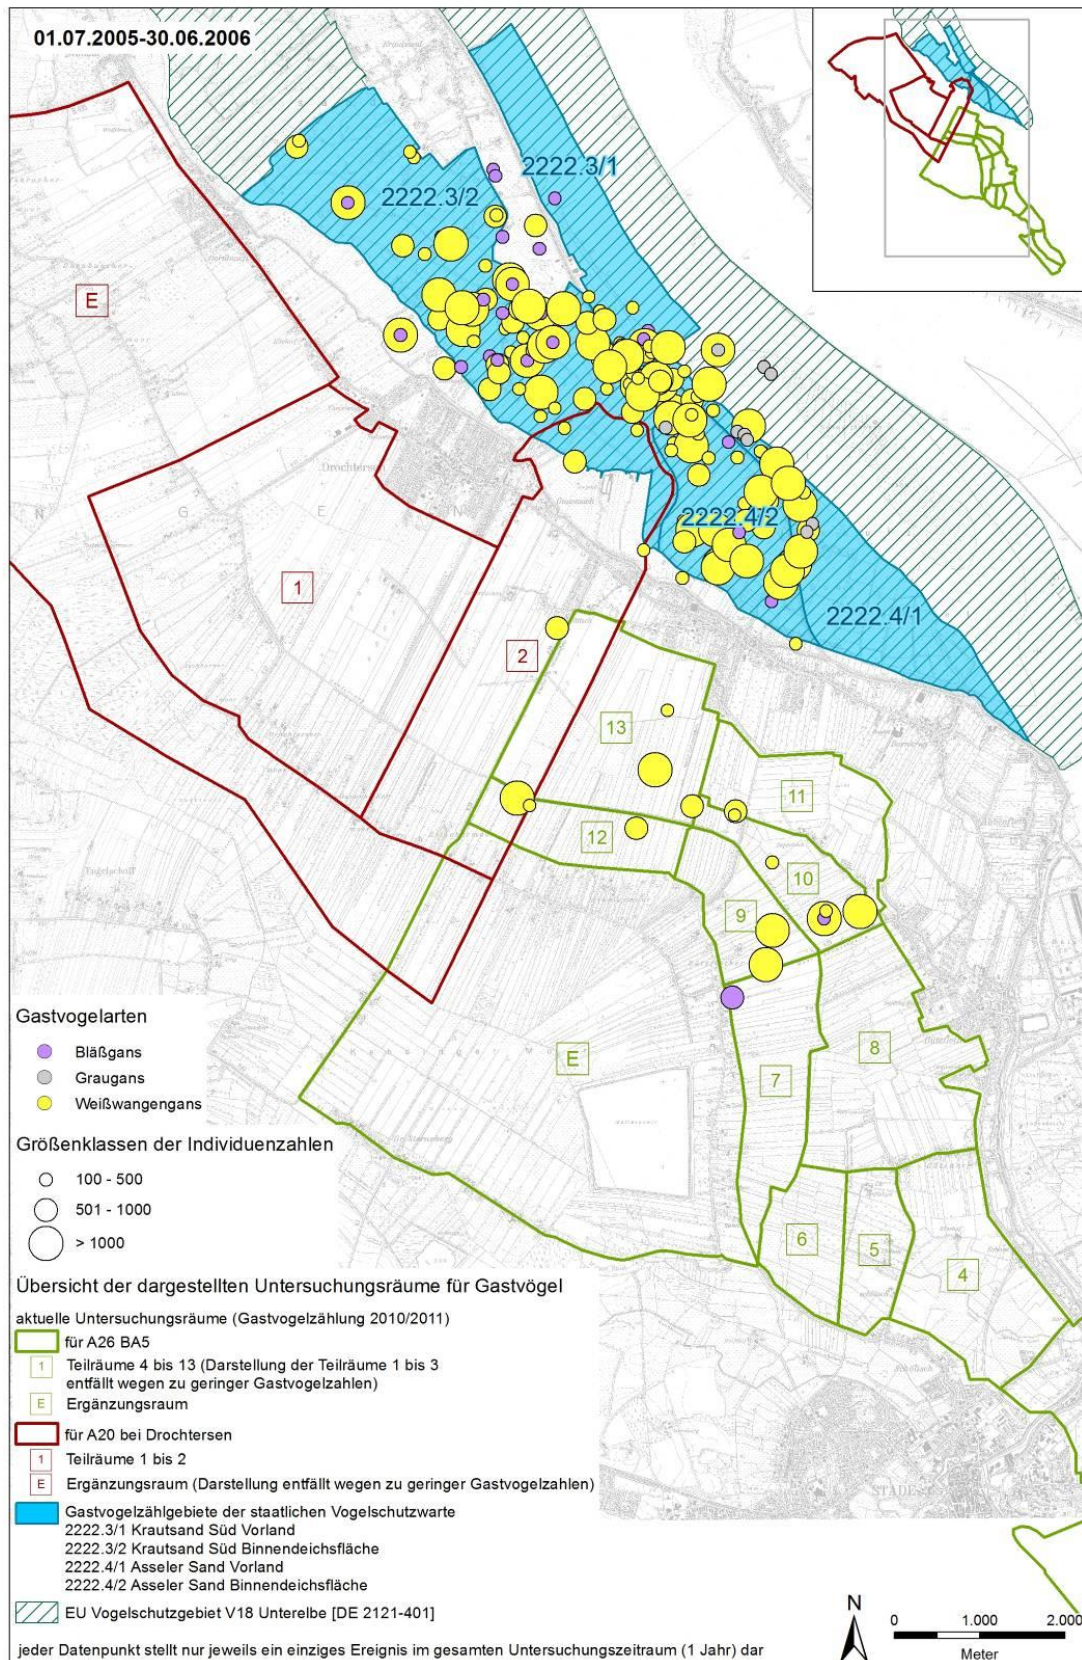 01.07.2005-30.06.2006
2222.3/1
2222.3/2
E
Drochtersen
N G E N
1
2222.4/2
2222.4/1
2
13
11
12
10
9
E
8
7
6
5
4
STADE
Gastvogelarten
Bläßgans
Graugans
Weißwangengans
Größenklassen der Individuenzahlen
100 - 500
501 - 1000
> 1000
Übersicht der dargestellten Untersuchungsräume für Gastvögel
aktuelle Untersuchungsräume (Gastvogelzählung 2010/2011)
für A26 BA5
1 Teilräume 4 bis 13 (Darstellung der Teilräume 1 bis 3
entfällt wegen zu geringer Gastvogelzahlen)
E Ergänzungsraum
für A20 bei Drochtersen
1 Teilräume 1 bis 2
E Ergänzungsraum (Darstellung entfällt wegen zu geringer Gastvogelzahlen)
Gastvogelzählgebiete der staatlichen Vogelschutzwarte
2222.3/1 Krautsand Süd Vorland
2222.3/2 Krautsand Süd Binnendeichsfläche
2222.4/1 Asseler Sand Vorland
2222.4/2 Asseler Sand Binnendeichsfläche
EU Vogelschutzgebiet V18 Unterelbe [DE 2121-401]
jeder Datenpunkt stellt nur jeweils ein einziges Ereignis im gesamten Untersuchungszeitraum (1 Jahr) dar
N
0 1.000 2.000
Meter